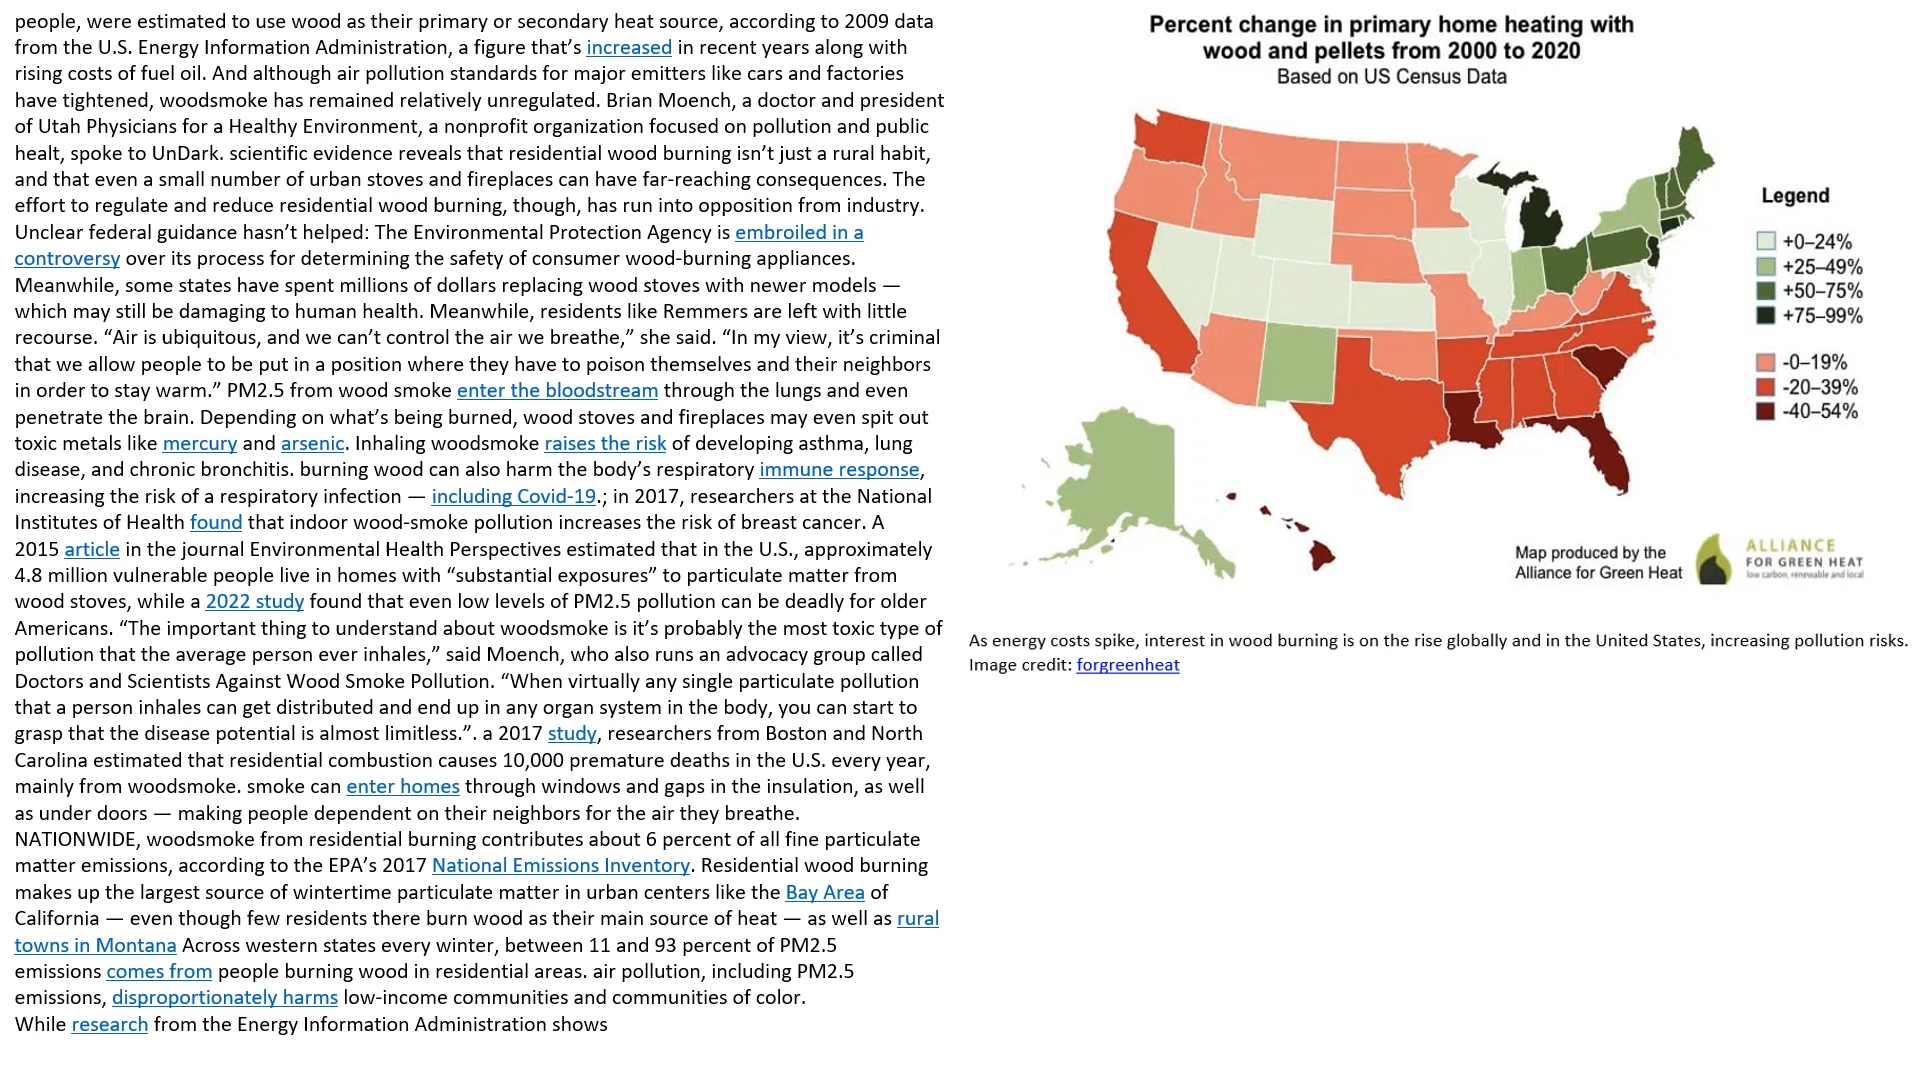 people, were estimated to use wood as their primary or secondary heat source, according to 2009 data
from the U.S. Energy Information Administration, a figure that’s increased in recent years along with
rising costs of fuel oil. And although air pollution standards for major emitters like cars and factories
have tightened, woodsmoke has remained relatively unregulated. Brian Moench, a doctor and president
of Utah Physicians for a Healthy Environment, a nonprofit organization focused on pollution and public
healt, spoke to UnDark. scientific evidence reveals that residential wood burning isn’t just a rural habit,
and that even a small number of urban stoves and fireplaces can have far-reaching consequences. The
effort to regulate and reduce residential wood burning, though, has run into opposition from industry.
Unclear federal guidance hasn’t helped: The Environmental Protection Agency is embroiled in a
controversy over its process for determining the safety of consumer wood-burning appliances.
Meanwhile, some states have spent millions of dollars replacing wood stoves with newer models —
which may still be damaging to human health. Meanwhile, residents like Remmers are left with little
recourse. “Air is ubiquitous, and we can’t control the air we breathe,” she said. “In my view, it’s criminal
that we allow people to be put in a position where they have to poison themselves and their neighbors
in order to stay warm.” PM2.5 from wood smoke enter the bloodstream through the lungs and even
penetrate the brain. Depending on what’s being burned, wood stoves and fireplaces may even spit out
toxic metals like mercury and arsenic. Inhaling woodsmoke raises the risk of developing asthma, lung
disease, and chronic bronchitis. burning wood can also harm the body’s respiratory immune response,
increasing the risk of a respiratory infection — including Covid-19.; in 2017, researchers at the National
Institutes of Health found that indoor wood-smoke pollution increases the risk of breast cancer. A
2015 article in the journal Environmental Health Perspectives estimated that in the U.S., approximately
4.8 million vulnerable people live in homes with “substantial exposures” to particulate matter from
wood stoves, while a 2022 study found that even low levels of PM2.5 pollution can be deadly for older
Americans. “The important thing to understand about woodsmoke is it’s probably the most toxic type of
pollution that the average person ever inhales,” said Moench, who also runs an advocacy group called
Doctors and Scientists Against Wood Smoke Pollution. “When virtually any single particulate pollution
that a person inhales can get distributed and end up in any organ system in the body, you can start to
grasp that the disease potential is almost limitless.”. a 2017 study, researchers from Boston and North
Carolina estimated that residential combustion causes 10,000 premature deaths in the U.S. every year,
mainly from woodsmoke. smoke can enter homes through windows and gaps in the insulation, as well
as under doors — making people dependent on their neighbors for the air they breathe.
NATIONWIDE, woodsmoke from residential burning contributes about 6 percent of all fine particulate
matter emissions, according to the EPA’s 2017 National Emissions Inventory. Residential wood burning
makes up the largest source of wintertime particulate matter in urban centers like the Bay Area of
California — even though few residents there burn wood as their main source of heat — as well as rural
towns in Montana Across western states every winter, between 11 and 93 percent of PM2.5
emissions comes from people burning wood in residential areas. air pollution, including PM2.5
emissions, disproportionately harms low-income communities and communities of color.
While research from the Energy Information Administration shows
Percent change in primary home heating with
wood and pellets from 2000 to 2020
Based on US Census Data
Legend
+0–24%
+25–49%
+50–75%
+75–99%
-0–19%
-20–39%
-40–54%
Map produced by the
Alliance for Green Heat
ALLIANCE
FOR GREEN HEAT
low carbon, renewable and local
As energy costs spike, interest in wood burning is on the rise globally and in the United States, increasing pollution risks.
Image credit: forgreenheat